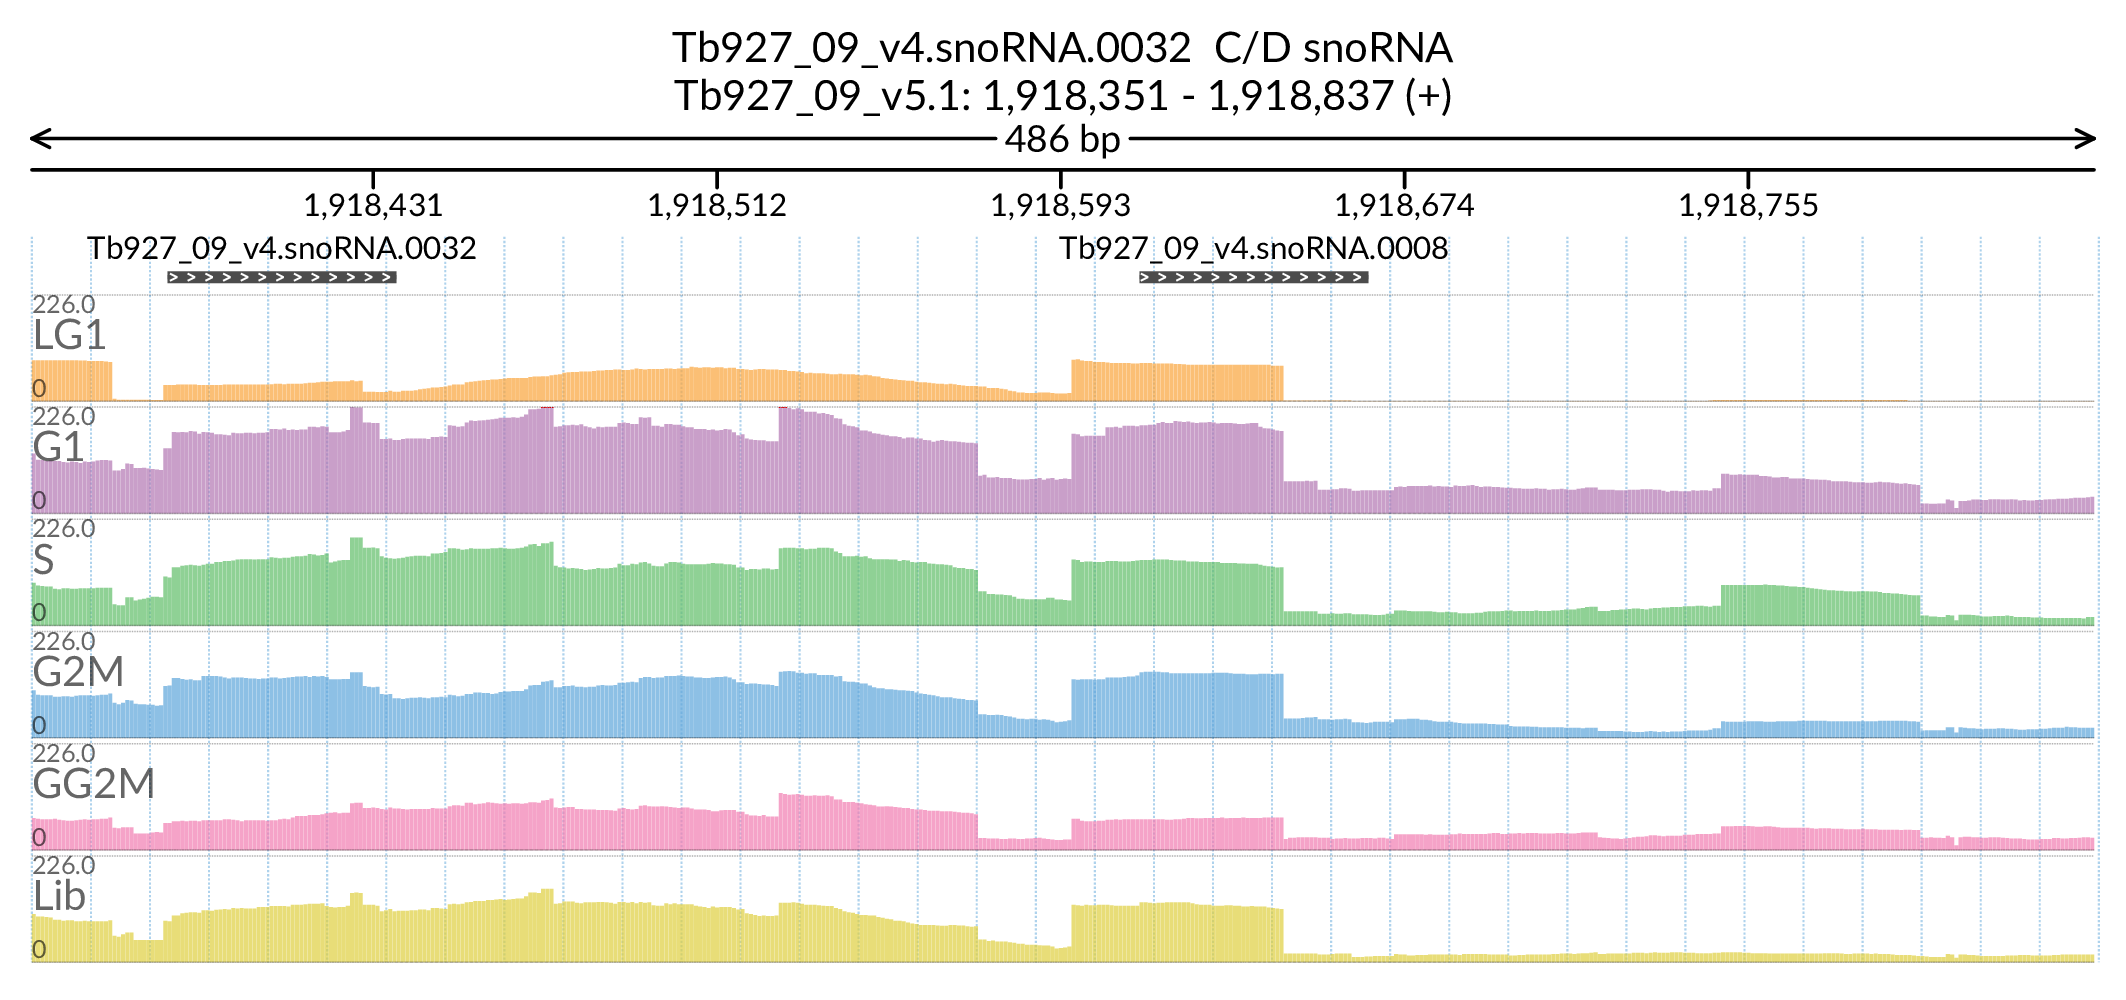 Tb927_09_v4.snoRNA.0032  C/D snoRNA
Tb927_09_v5.1: 1,918,351 - 1,918,837 (+)
486 bp
1,918,431 1,918,512 1,918,593 1,918,674 1,918,755
Tb927_09_v4.snoRNA.0032 Tb927_09_v4.snoRNA.0008
226.0
LG1
0
226.0
G1
0
226.0
S
0
226.0
G2M
0
226.0
GG2M
0
226.0
Lib
0